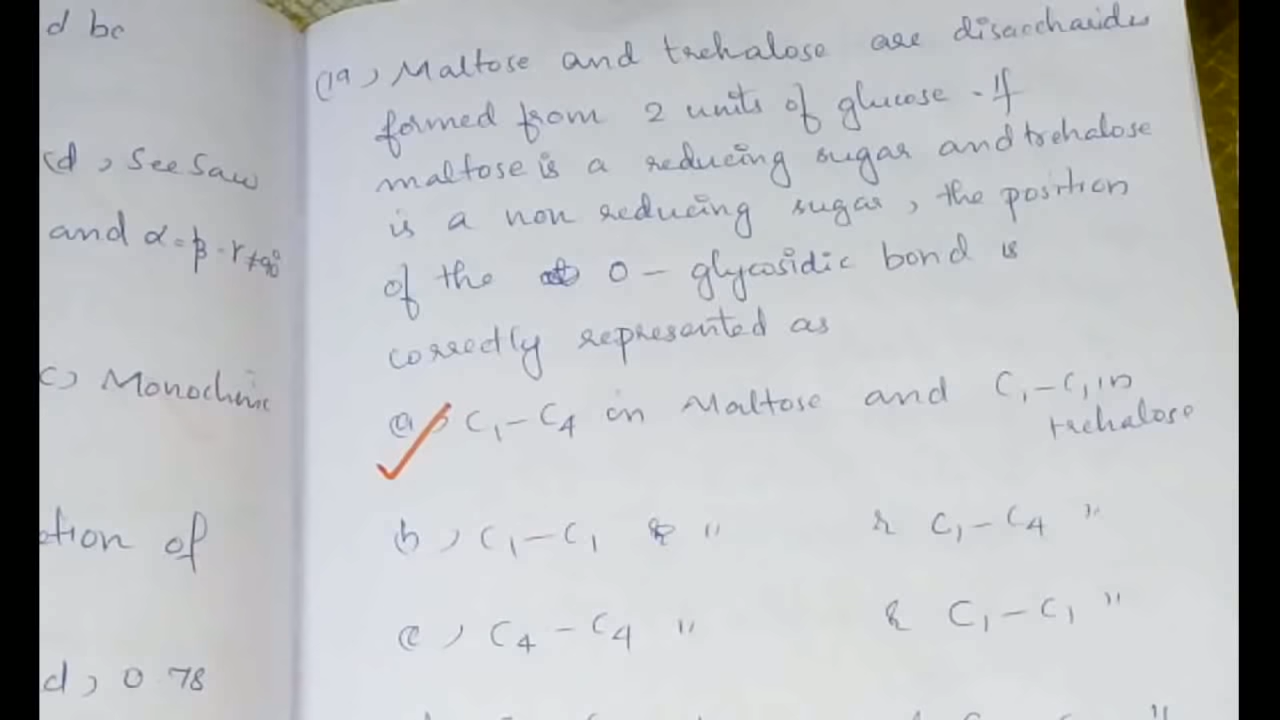 d bc
(d, See Saw
and α=β-r≠90°
c) Monoclinic
ction of
d, 0 78
(19, Maltose and trehalose are disaccharides
formed from 2 units of glucose. If
maltose is a reducing sugar and trehalose
is a non reducing sugar, the position
of the O- glycosidic bond is
correctly represented as
a, C₁-C₄ in Maltose and C₁-C₁ in
trehalose
b, C₁-C₁ & " & C₁-C₄ "
c, C₄-C₄ " & C₁-C₁ "